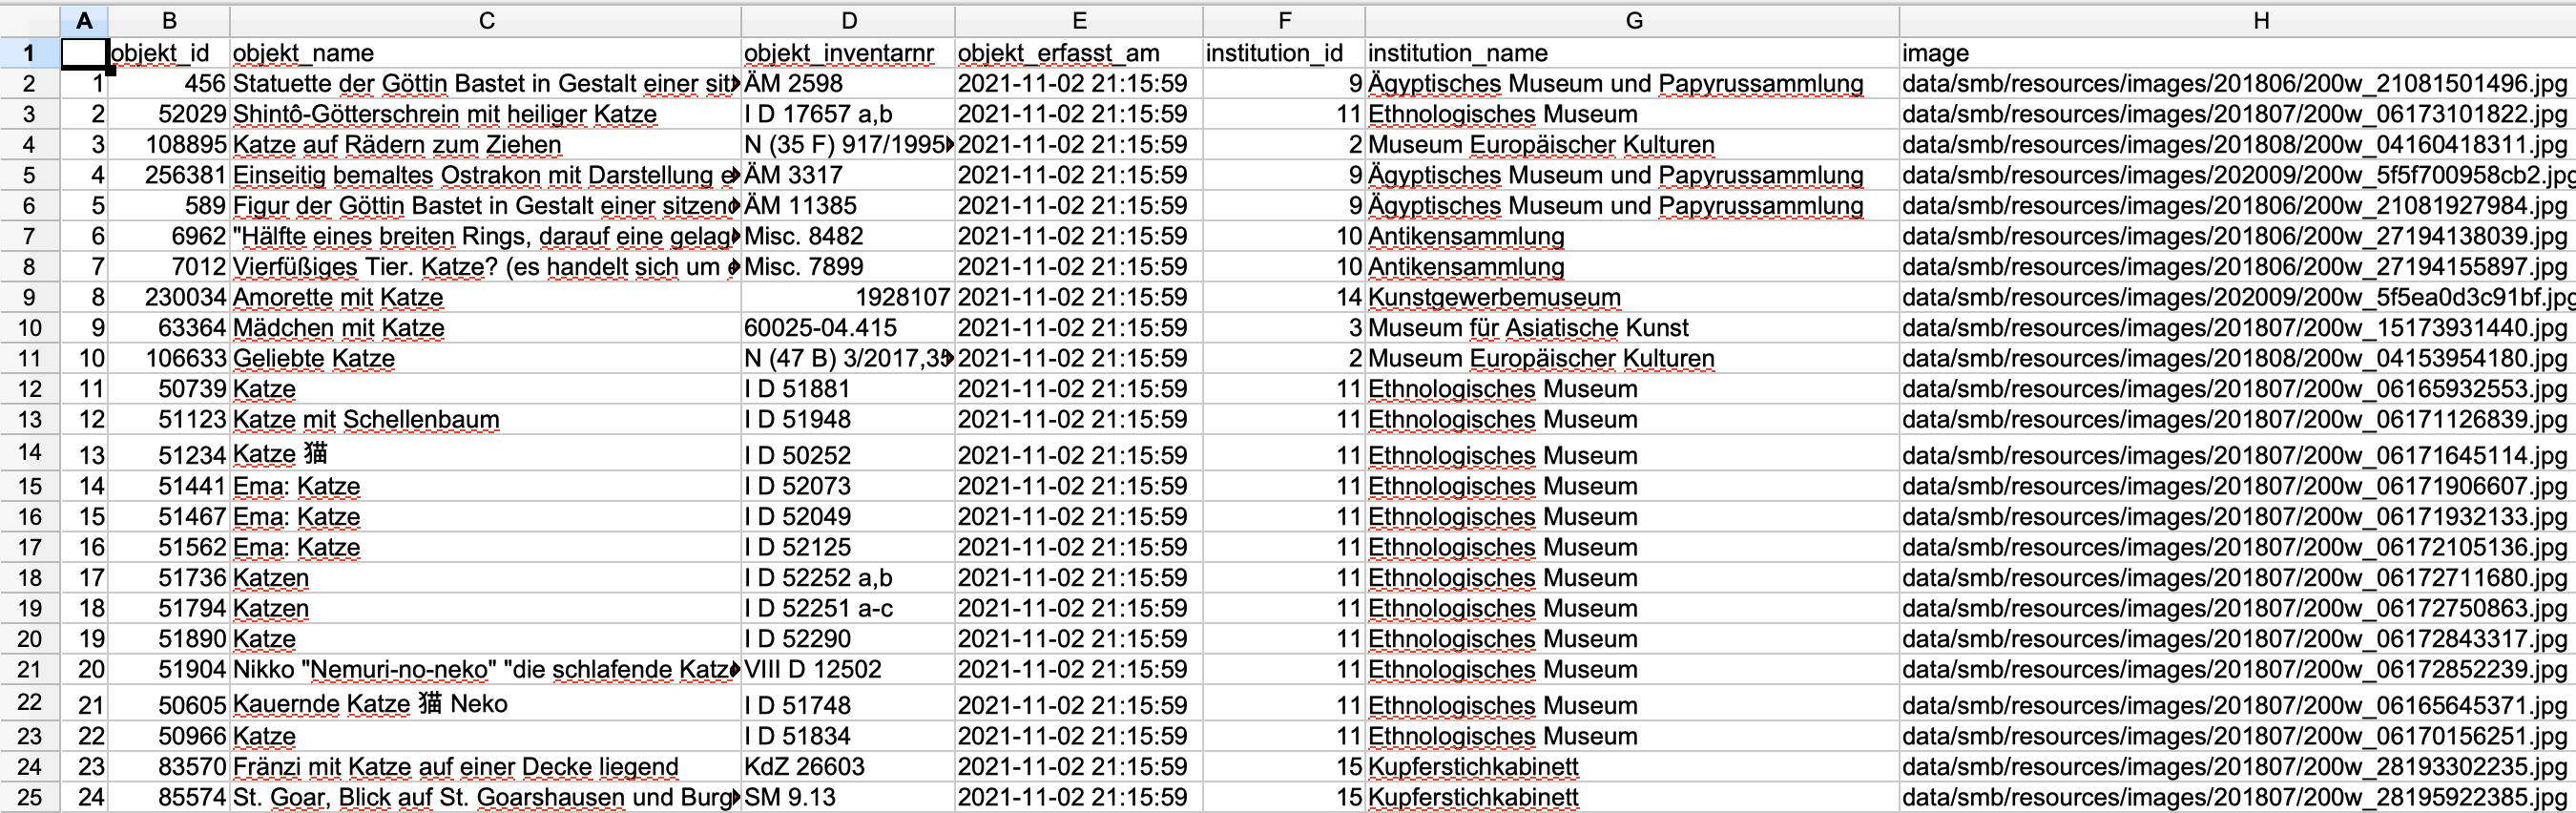 A B C D E F G H
1 objekt_id objekt_name objekt_inventarnr objekt_erfasst_am institution_id institution_name image
2 1 456 Statuette der Göttin Bastet in Gestalt einer sit ÄM 2598 2021-11-02 21:15:59 9 Ägyptisches Museum und Papyrussammlung data/smb/resources/images/201806/200w_21081501496.jpg
3 2 52029 Shintô-Götterschrein mit heiliger Katze I D 17657 a,b 2021-11-02 21:15:59 11 Ethnologisches Museum data/smb/resources/images/201807/200w_06173101822.jpg
4 3 108895 Katze auf Rädern zum Ziehen N (35 F) 917/1995 2021-11-02 21:15:59 2 Museum Europäischer Kulturen data/smb/resources/images/201808/200w_04160418311.jpg
5 4 256381 Einseitig bemaltes Ostrakon mit Darstellung e ÄM 3317 2021-11-02 21:15:59 9 Ägyptisches Museum und Papyrussammlung data/smb/resources/images/202009/200w_5f5f700958cb2.jpg
6 5 589 Figur der Göttin Bastet in Gestalt einer sitzend ÄM 11385 2021-11-02 21:15:59 9 Ägyptisches Museum und Papyrussammlung data/smb/resources/images/201806/200w_21081927984.jpg
7 6 6962 "Hälfte eines breiten Rings, darauf eine gelag Misc. 8482 2021-11-02 21:15:59 10 Antikensammlung data/smb/resources/images/201806/200w_27194138039.jpg
8 7 7012 Vierfüßiges Tier. Katze? (es handelt sich um e Misc. 7899 2021-11-02 21:15:59 10 Antikensammlung data/smb/resources/images/201806/200w_27194155897.jpg
9 8 230034 Amorette mit Katze 1928107 2021-11-02 21:15:59 14 Kunstgewerbemuseum data/smb/resources/images/202009/200w_5f5ea0d3c91bf.jpg
10 9 63364 Mädchen mit Katze 60025-04.415 2021-11-02 21:15:59 3 Museum für Asiatische Kunst data/smb/resources/images/201807/200w_15173931440.jpg
11 10 106633 Geliebte Katze N (47 B) 3/2017,35 2021-11-02 21:15:59 2 Museum Europäischer Kulturen data/smb/resources/images/201808/200w_04153954180.jpg
12 11 50739 Katze I D 51881 2021-11-02 21:15:59 11 Ethnologisches Museum data/smb/resources/images/201807/200w_06165932553.jpg
13 12 51123 Katze mit Schellenbaum I D 51948 2021-11-02 21:15:59 11 Ethnologisches Museum data/smb/resources/images/201807/200w_06171126839.jpg
14 13 51234 Katze 猫 I D 50252 2021-11-02 21:15:59 11 Ethnologisches Museum data/smb/resources/images/201807/200w_06171645114.jpg
15 14 51441 Ema: Katze I D 52073 2021-11-02 21:15:59 11 Ethnologisches Museum data/smb/resources/images/201807/200w_06171906607.jpg
16 15 51467 Ema: Katze I D 52049 2021-11-02 21:15:59 11 Ethnologisches Museum data/smb/resources/images/201807/200w_06171932133.jpg
17 16 51562 Ema: Katze I D 52125 2021-11-02 21:15:59 11 Ethnologisches Museum data/smb/resources/images/201807/200w_06172105136.jpg
18 17 51736 Katzen I D 52252 a,b 2021-11-02 21:15:59 11 Ethnologisches Museum data/smb/resources/images/201807/200w_06172711680.jpg
19 18 51794 Katzen I D 52251 a-c 2021-11-02 21:15:59 11 Ethnologisches Museum data/smb/resources/images/201807/200w_06172750863.jpg
20 19 51890 Katze I D 52290 2021-11-02 21:15:59 11 Ethnologisches Museum data/smb/resources/images/201807/200w_06172843317.jpg
21 20 51904 Nikko "Nemuri-no-neko" "die schlafende Katze VIII D 12502 2021-11-02 21:15:59 11 Ethnologisches Museum data/smb/resources/images/201807/200w_06172852239.jpg
22 21 50605 Kauernde Katze 猫 Neko I D 51748 2021-11-02 21:15:59 11 Ethnologisches Museum data/smb/resources/images/201807/200w_06165645371.jpg
23 22 50966 Katze I D 51834 2021-11-02 21:15:59 11 Ethnologisches Museum data/smb/resources/images/201807/200w_06170156251.jpg
24 23 83570 Fränzi mit Katze auf einer Decke liegend KdZ 26603 2021-11-02 21:15:59 15 Kupferstichkabinett data/smb/resources/images/201807/200w_28193302235.jpg
25 24 85574 St. Goar, Blick auf St. Goarshausen und Burg SM 9.13 2021-11-02 21:15:59 15 Kupferstichkabinett data/smb/resources/images/201807/200w_28195922385.jpg